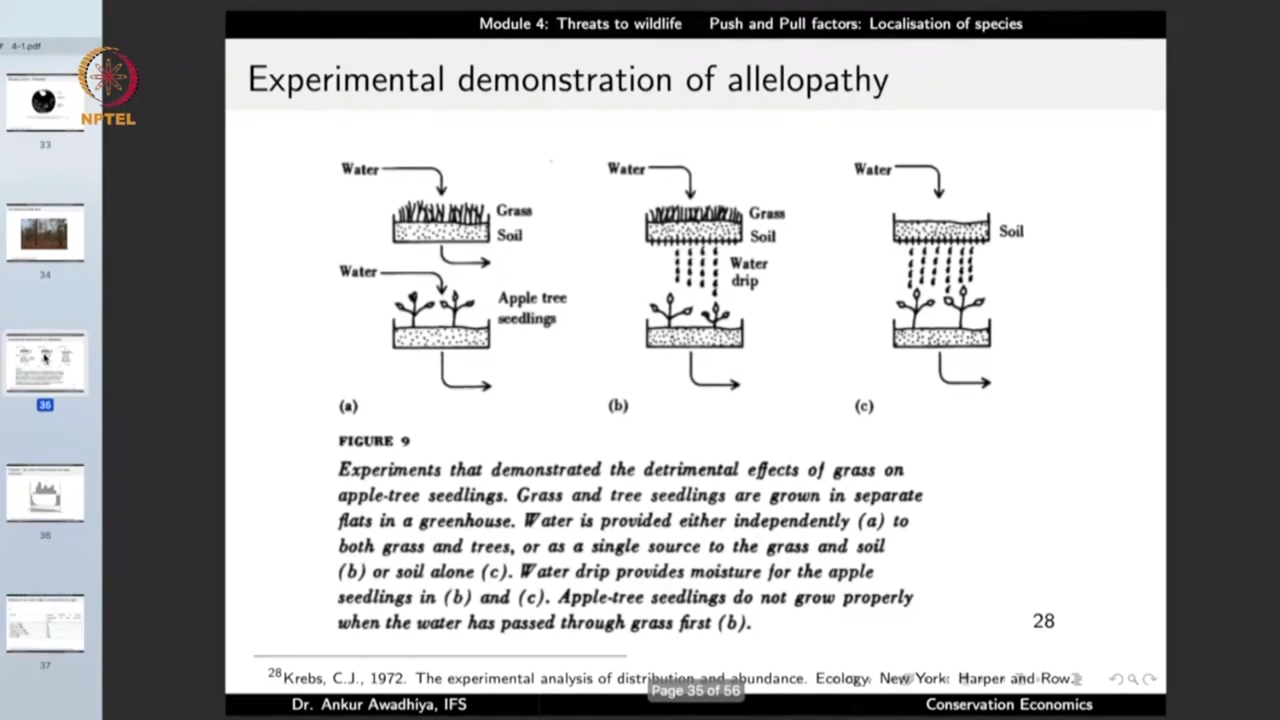 Module 4: Threats to wildlife Push and Pull factors: Localisation of species
4-1.pdf
NPTEL
Experimental demonstration of allelopathy
33
34
35
36
37
Water
Grass
Soil
Water
Apple tree
seedlings
(a)
Water
Grass
Soil
Water
drip
(b)
Water
Soil
(c)
FIGURE 9
Experiments that demonstrated the detrimental effects of grass on
apple-tree seedlings. Grass and tree seedlings are grown in separate
flats in a greenhouse. Water is provided either independently (a) to
both grass and trees, or as a single source to the grass and soil
(b) or soil alone (c). Water drip provides moisture for the apple
seedlings in (b) and (c). Apple-tree seedlings do not grow properly
when the water has passed through grass first (b).
28
28 Krebs, C.J., 1972. The experimental analysis of distribution and abundance. Ecology. New York: Harper and Row.
Page 35 of 56
Dr. Ankur Awadhiya, IFS Conservation Economics